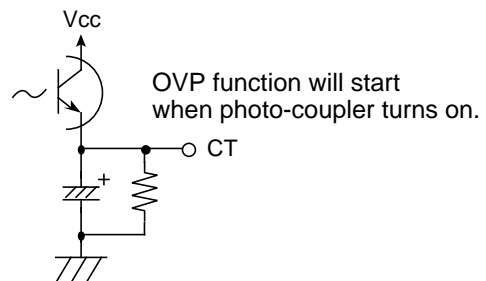 Vcc
OVP function will start
when photo-coupler turns on.
CT
+